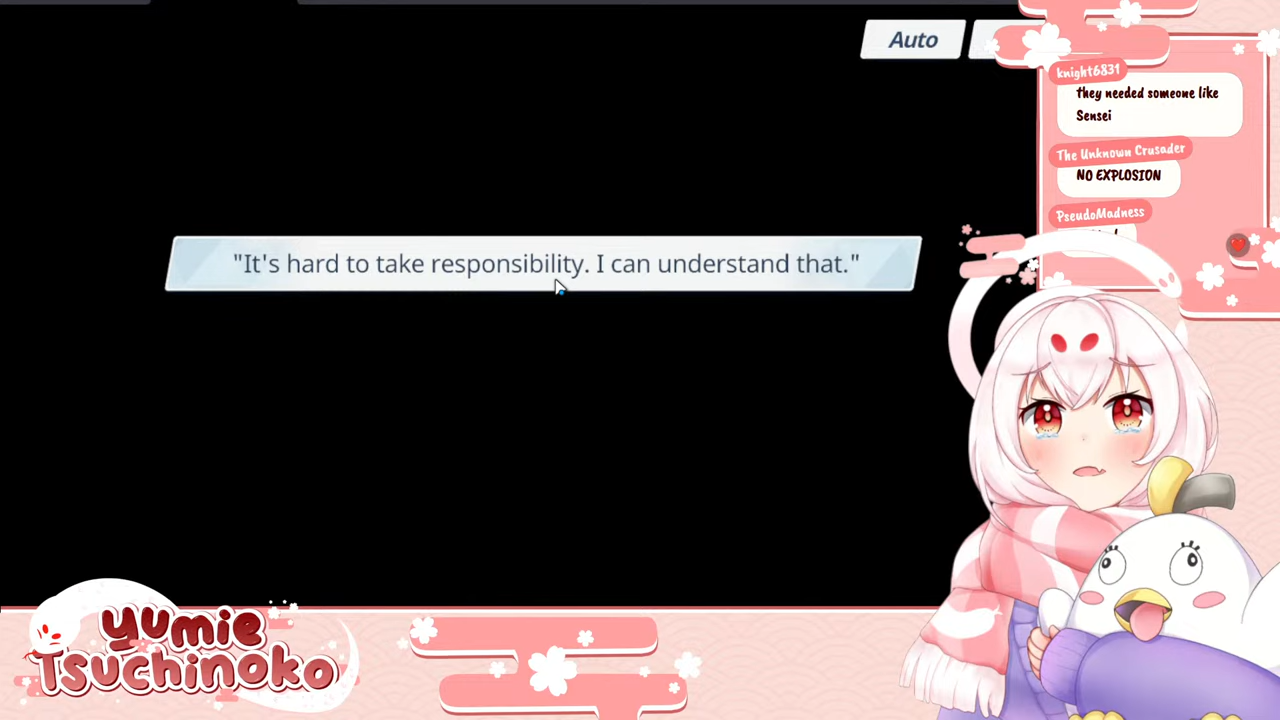 Auto
knight6831
they needed someone like
Sensei
The Unknown Crusader
NO EXPLOSION
PseudoMadness
"It's hard to take responsibility. I can understand that."
yumie
Tsuchinoko